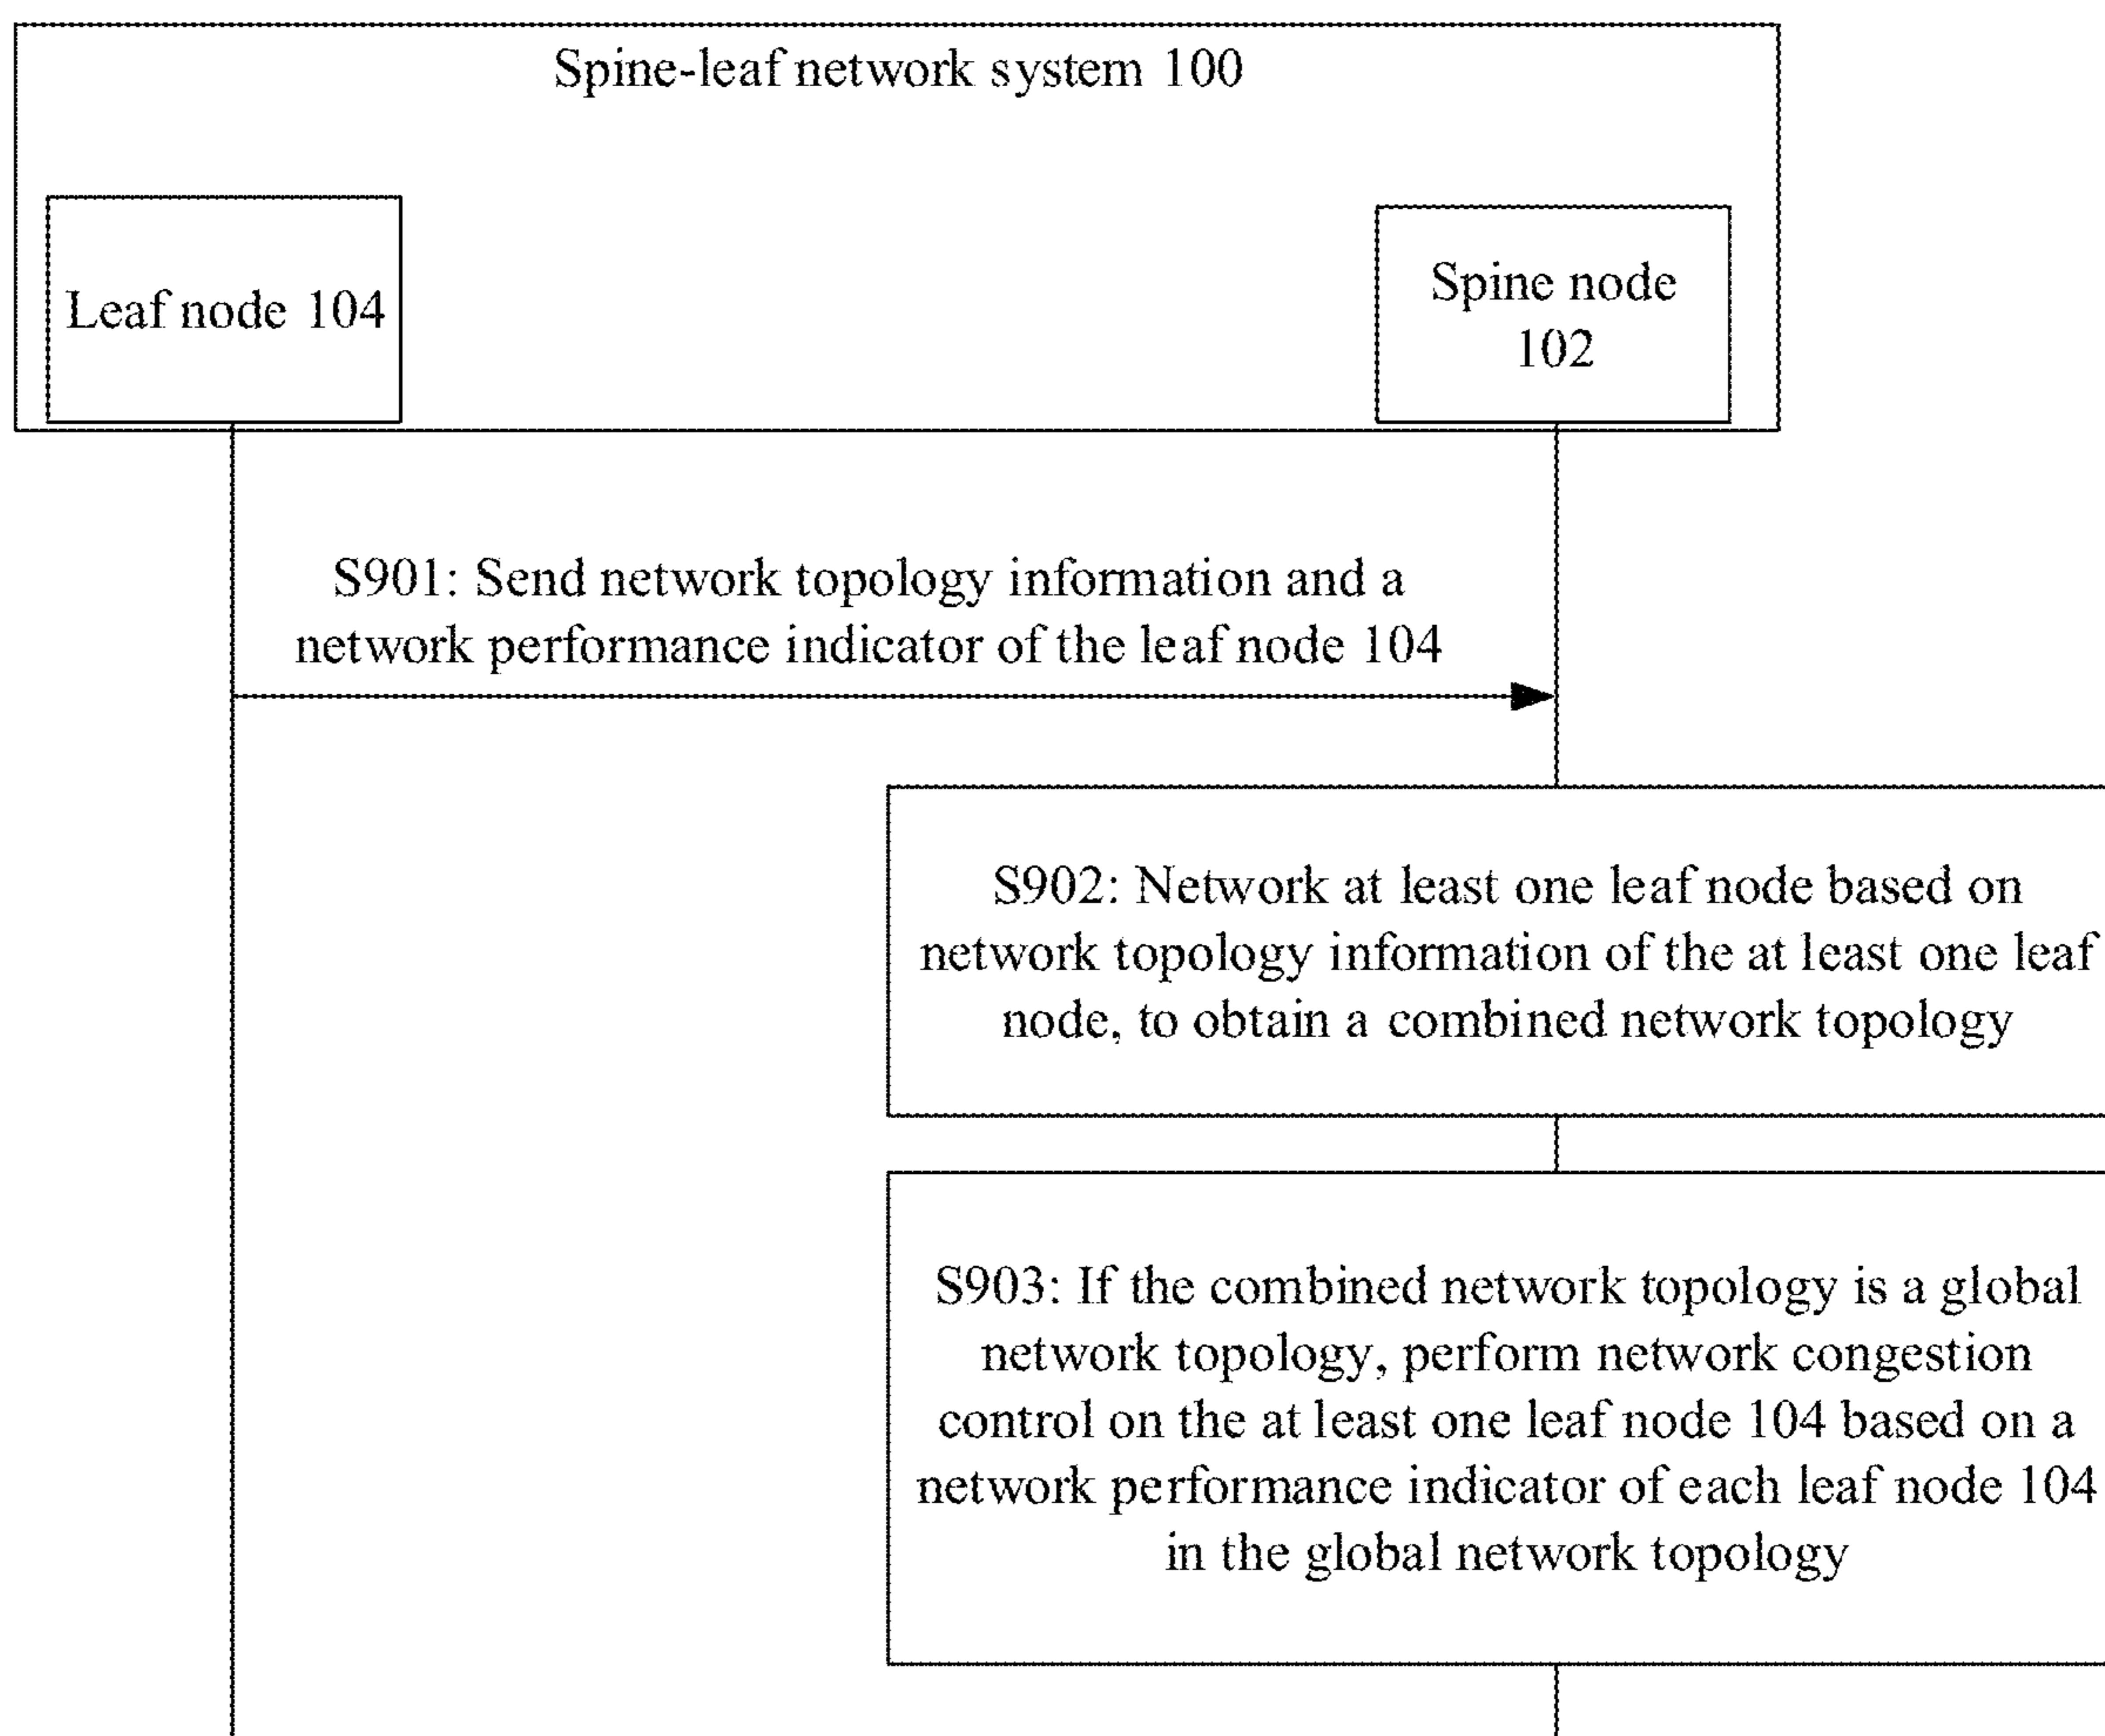 Spine-leaf network system 100
Leaf node 104
Spine node
102
S901: Send network topology information and a
network performance indicator of the leaf node 104
S902: Network at least one leaf node based on
network topology information of the at least one leaf
node, to obtain a combined network topology
S903: If the combined network topology is a global
network topology, perform network congestion
control on the at least one leaf node 104 based on a
network performance indicator of each leaf node 104
in the global network topology